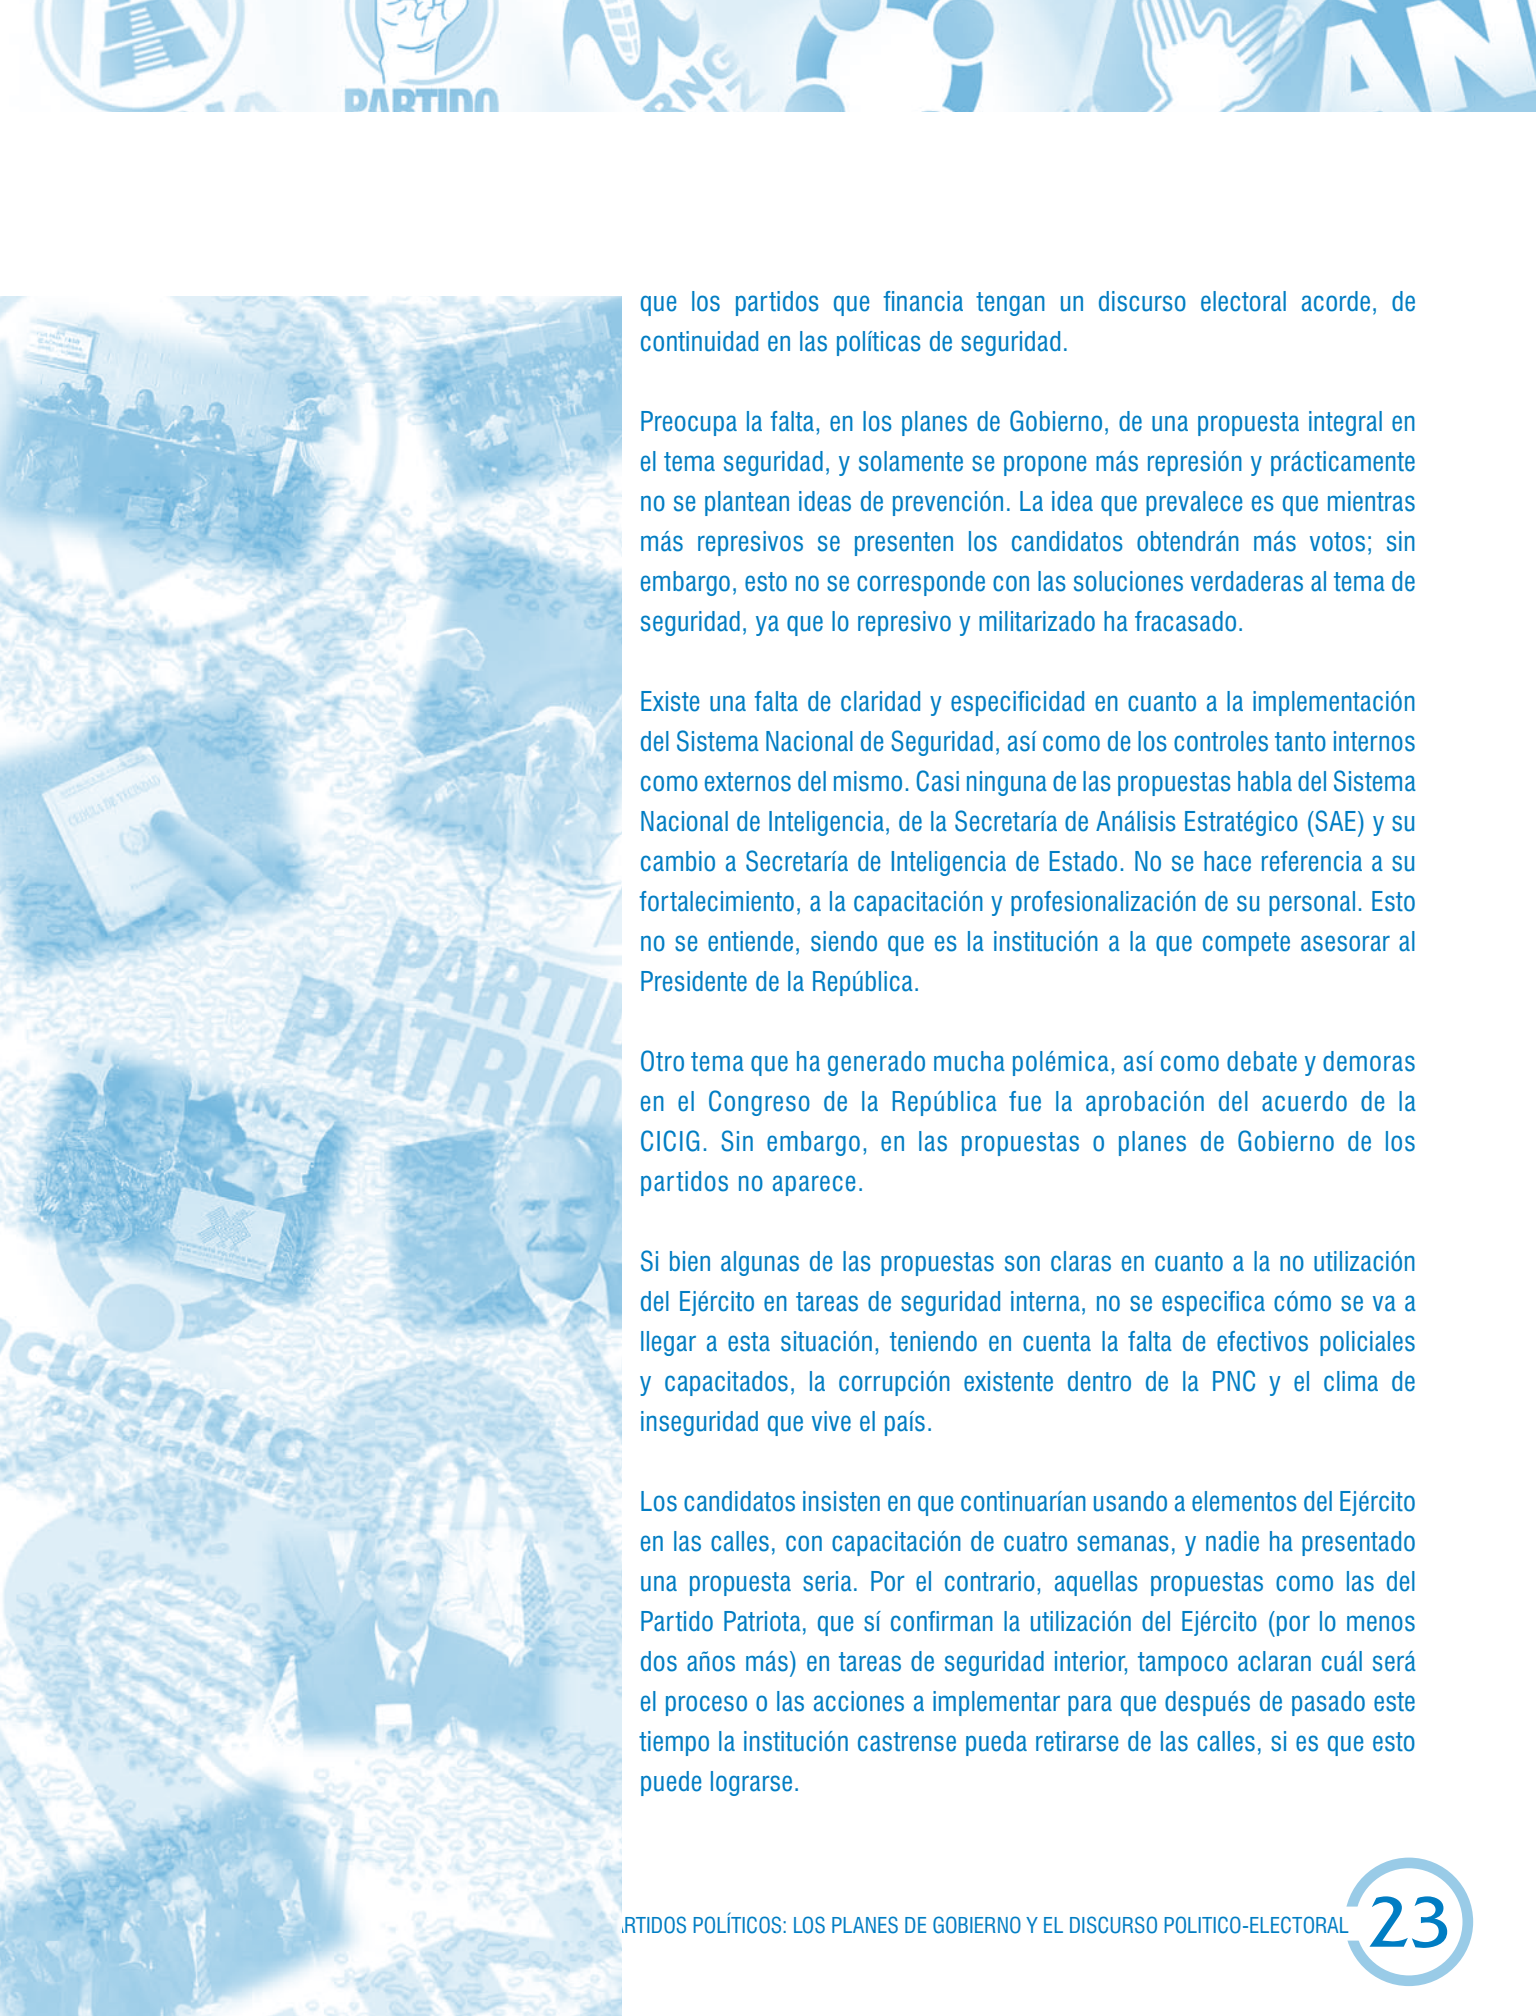 PARTIDO
que los partidos que financia tengan un discurso electoral acorde, de
continuidad en las políticas de seguridad.
Preocupa la falta, en los planes de Gobierno, de una propuesta integral en
el tema seguridad, y solamente se propone más represión y prácticamente
no se plantean ideas de prevención. La idea que prevalece es que mientras
más represivos se presenten los candidatos obtendrán más votos; sin
embargo, esto no se corresponde con las soluciones verdaderas al tema de
seguridad, ya que lo represivo y militarizado ha fracasado.
Existe una falta de claridad y especificidad en cuanto a la implementación
del Sistema Nacional de Seguridad, así como de los controles tanto internos
como externos del mismo. Casi ninguna de las propuestas habla del Sistema
Nacional de Inteligencia, de la Secretaría de Análisis Estratégico (SAE) y su
cambio a Secretaría de Inteligencia de Estado. No se hace referencia a su
fortalecimiento, a la capacitación y profesionalización de su personal. Esto
no se entiende, siendo que es la institución a la que compete asesorar al
Presidente de la República.
Otro tema que ha generado mucha polémica, así como debate y demoras
en el Congreso de la República fue la aprobación del acuerdo de la
CICIG. Sin embargo, en las propuestas o planes de Gobierno de los
partidos no aparece.
Si bien algunas de las propuestas son claras en cuanto a la no utilización
del Ejército en tareas de seguridad interna, no se especifica cómo se va a
llegar a esta situación, teniendo en cuenta la falta de efectivos policiales
y capacitados, la corrupción existente dentro de la PNC y el clima de
inseguridad que vive el país.
Los candidatos insisten en que continuarían usando a elementos del Ejército
en las calles, con capacitación de cuatro semanas, y nadie ha presentado
una propuesta seria. Por el contrario, aquellas propuestas como las del
Partido Patriota, que sí confirman la utilización del Ejército (por lo menos
dos años más) en tareas de seguridad interior, tampoco aclaran cuál será
el proceso o las acciones a implementar para que después de pasado este
tiempo la institución castrense pueda retirarse de las calles, si es que esto
puede lograrse.
CEDULA DE VECINDAD
PARTID
PATRIO
cuentro
por Guatemala
ARTIDOS POLÍTICOS: LOS PLANES DE GOBIERNO Y EL DISCURSO POLITICO-ELECTORAL
23